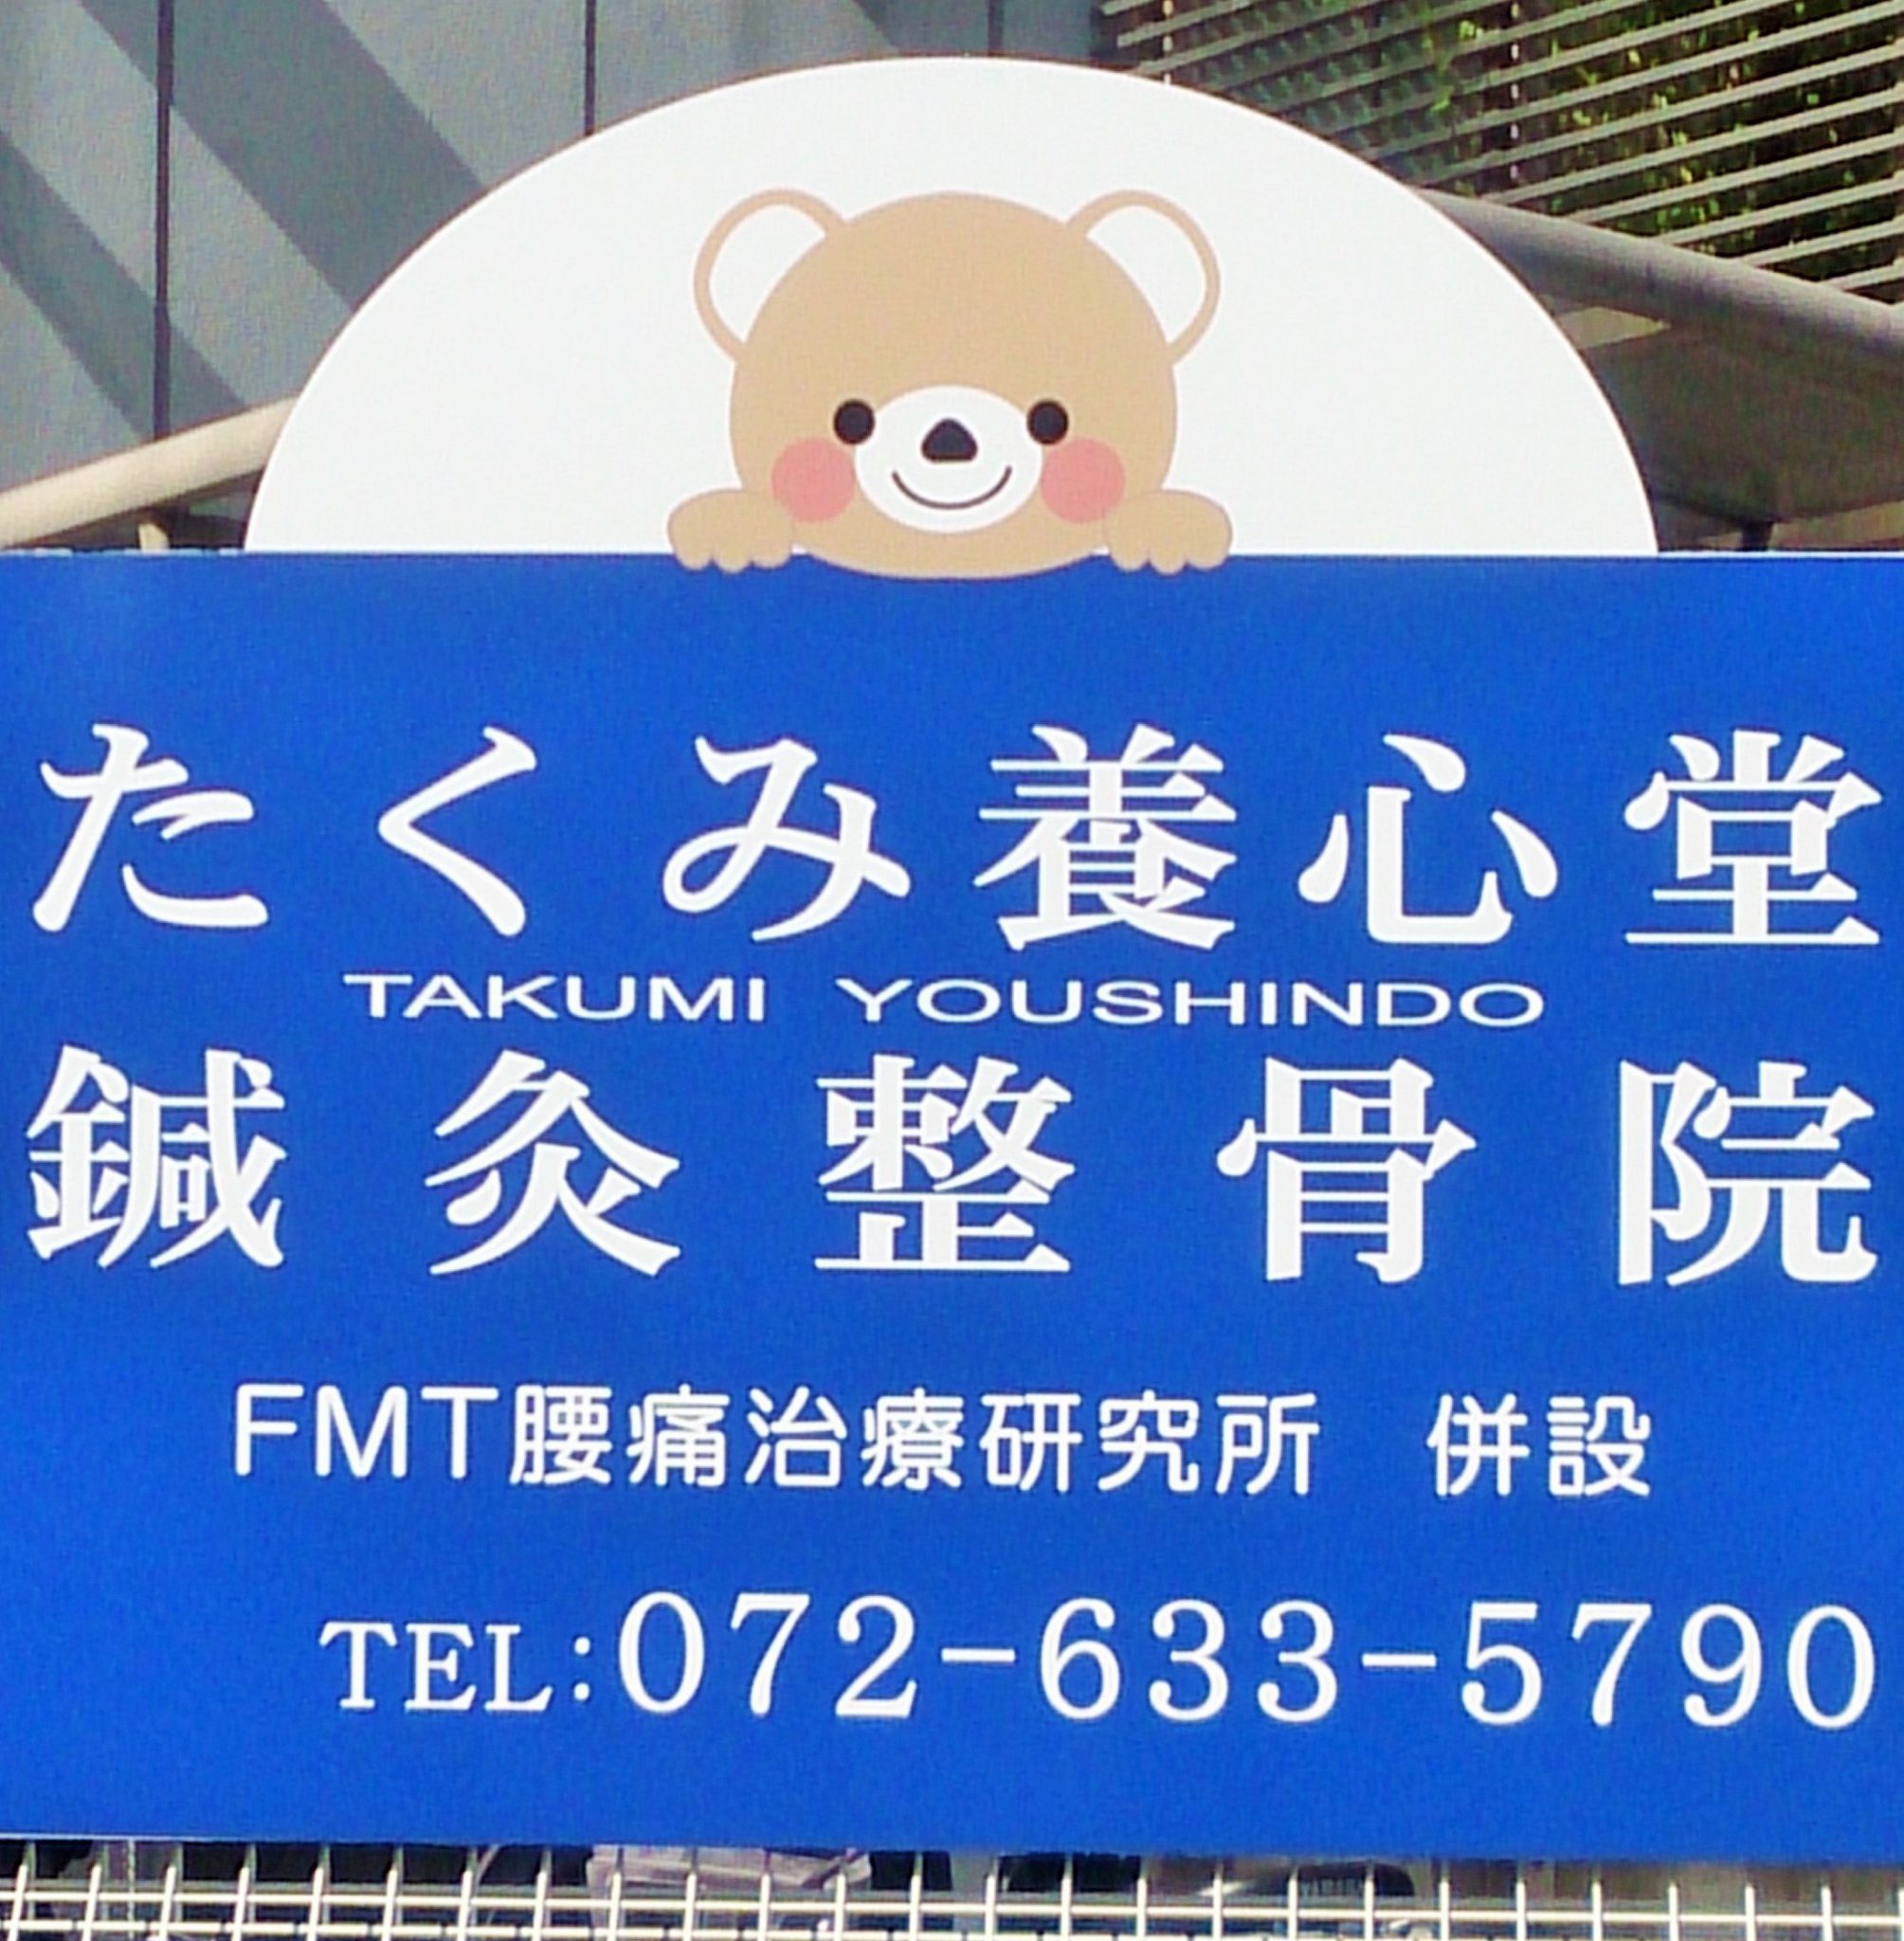 たくみ養心堂
TAKUMI YOUSHINDO
鍼灸整骨院
FMT腰痛治療研究所　併設
TEL:072-633-5790